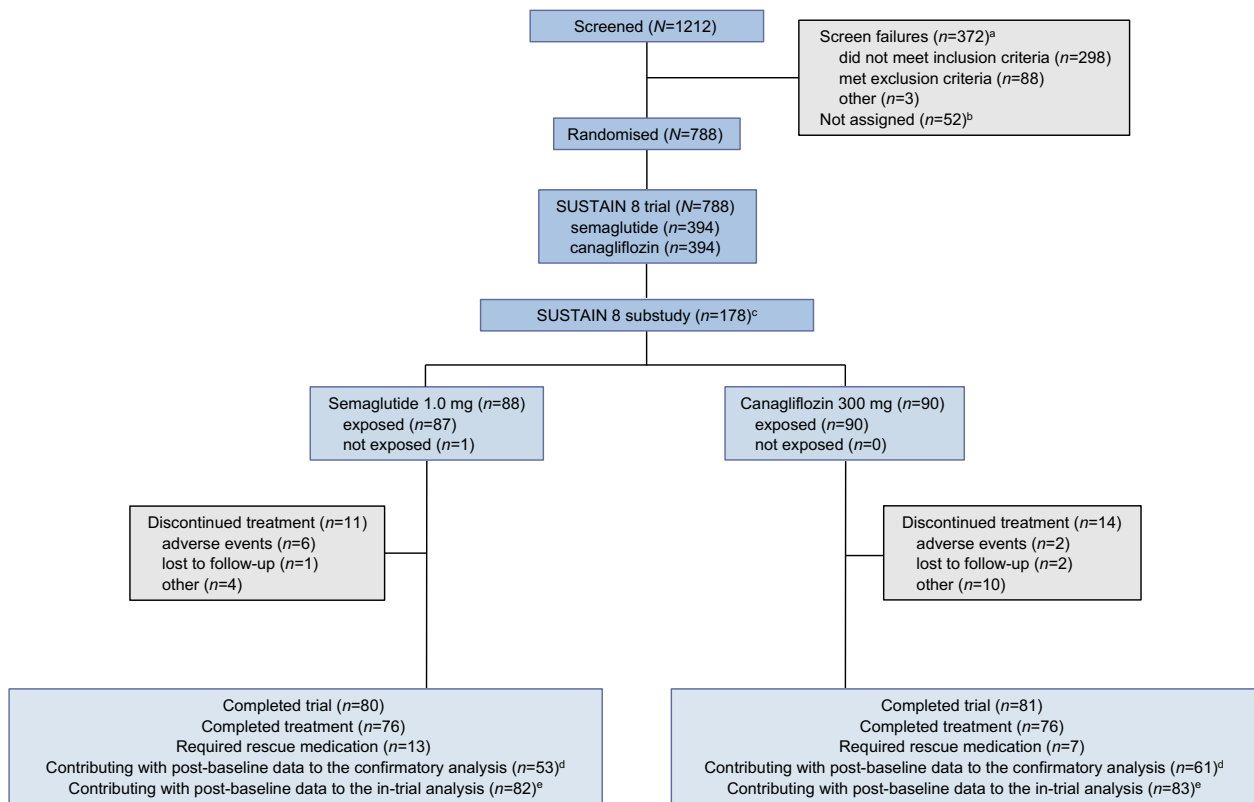 Screened (N=1212)
Screen failures (n=372)a
did not meet inclusion criteria (n=298)
met exclusion criteria (n=88)
other (n=3)
Not assigned (n=52)b
Randomised (N=788)
SUSTAIN 8 trial (N=788)
semaglutide (n=394)
canagliflozin (n=394)
SUSTAIN 8 substudy (n=178)c
Semaglutide 1.0 mg (n=88)
exposed (n=87)
not exposed (n=1)
Canagliflozin 300 mg (n=90)
exposed (n=90)
not exposed (n=0)
Discontinued treatment (n=11)
adverse events (n=6)
lost to follow-up (n=1)
other (n=4)
Discontinued treatment (n=14)
adverse events (n=2)
lost to follow-up (n=2)
other (n=10)
Completed trial (n=80)
Completed treatment (n=76)
Required rescue medication (n=13)
Contributing with post-baseline data to the confirmatory analysis (n=53)d
Contributing with post-baseline data to the in-trial analysis (n=82)e
Completed trial (n=81)
Completed treatment (n=76)
Required rescue medication (n=7)
Contributing with post-baseline data to the confirmatory analysis (n=61)d
Contributing with post-baseline data to the in-trial analysis (n=83)e